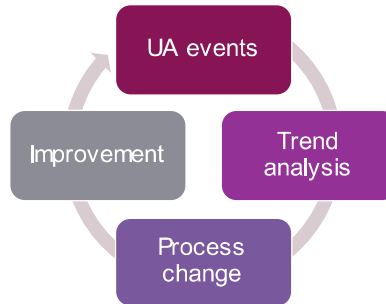 UA events
Trend
analysis
Process
change
Improvement